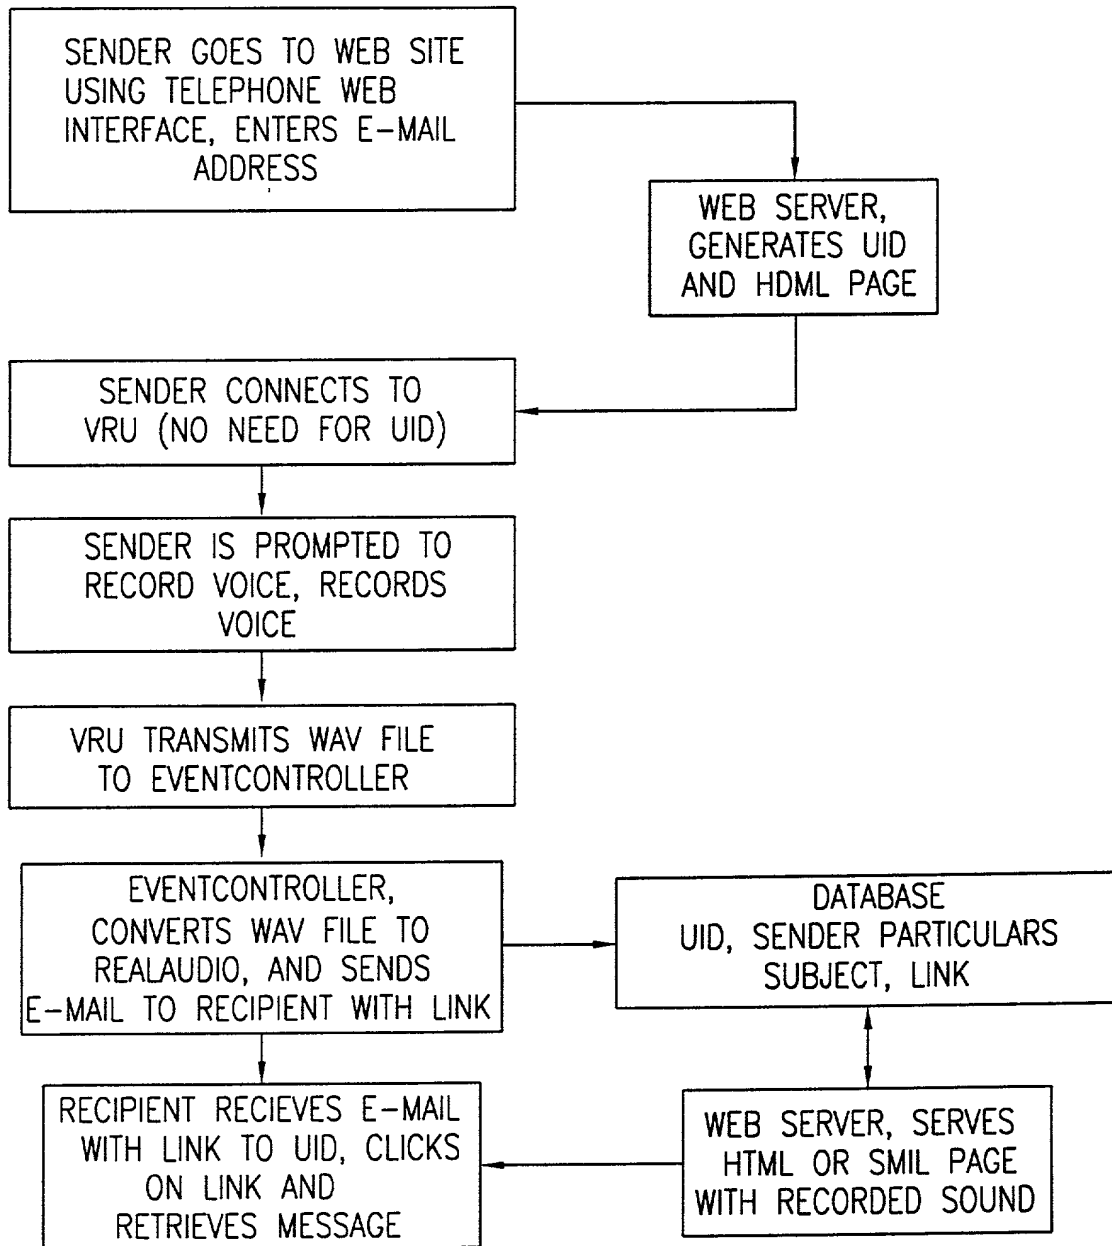 SENDER GOES TO WEB SITE
USING TELEPHONE WEB
INTERFACE, ENTERS E-MAIL
ADDRESS
WEB SERVER,
GENERATES UID
AND HDML PAGE
SENDER CONNECTS TO
VRU (NO NEED FOR UID)
SENDER IS PROMPTED TO
RECORD VOICE, RECORDS
VOICE
VRU TRANSMITS WAV FILE
TO EVENTCONTROLLER
EVENTCONTROLLER,
CONVERTS WAV FILE TO
REALAUDIO, AND SENDS
E-MAIL TO RECIPIENT WITH LINK
DATABASE
UID, SENDER PARTICULARS
SUBJECT, LINK
RECIPIENT RECIEVES E-MAIL
WITH LINK TO UID, CLICKS
ON LINK AND
RETRIEVES MESSAGE
WEB SERVER, SERVES
HTML OR SMIL PAGE
WITH RECORDED SOUND